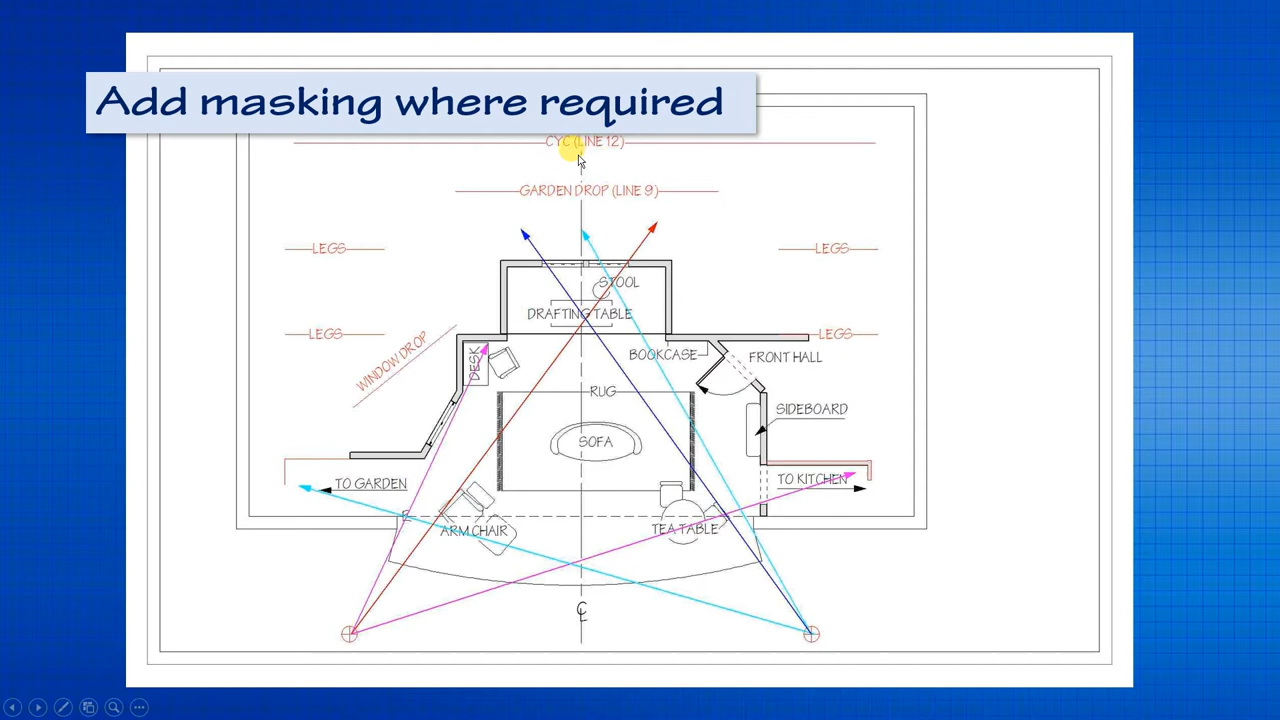 Add masking where required
CYC (LINE 12)
GARDEN DROP (LINE 9)
LEGS
LEGS
STOOL
DRAFTING TABLE
LEGS
LEGS
WINDOW DROP
DESK
BOOKCASE
FRONT HALL
RUG
SIDEBOARD
SOFA
TO GARDEN
TO KITCHEN
ARM CHAIR
TEA TABLE
℄